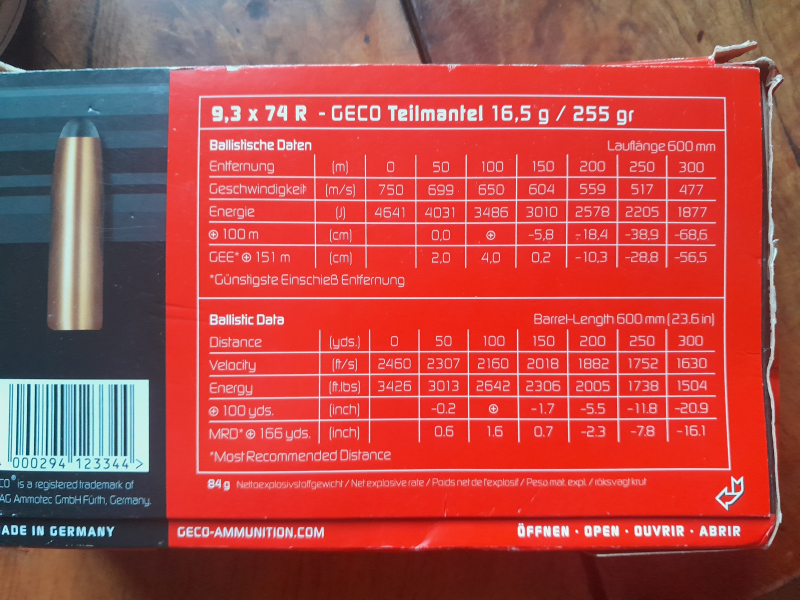 9,3 x 74 R - GECO Teilmantel 16,5 g / 255 gr
Ballistische Daten Lauflänge 600 mm
Entfernung (m) 0 50 100 150 200 250 300
Geschwindigkeit (m/s) 750 699 650 604 559 517 477
Energie (J) 4641 4031 3486 3010 2578 2205 1877
⊕ 100 m (cm) 0,0 ⊕ -5,8 -18,4 -38,9 -68,6
GEE* ⊕ 151 m (cm) 2,0 4,0 0,2 -10,3 -28,8 -56,5
*Günstigste Einschieß Entfernung
Ballistic Data Barrel-Length 600 mm (23.6 in)
Distance (yds.) 0 50 100 150 200 250 300
Velocity (ft/s) 2460 2307 2160 2018 1882 1752 1630
Energy (ft.lbs) 3426 3013 2642 2306 2005 1738 1504
⊕ 100 yds. (inch) -0.2 ⊕ -1.7 -5.5 -11.8 -20.9
MRD* ⊕ 166 yds. (inch) 0.6 1.6 0.7 -2.3 -7.8 -16.1
*Most Recommended Distance
84 g Nettoexplosivstoffgewicht / Net explosive rate / Poids net de l'explosif / Peso mat. expl. / röksvagt krut
000294 123344 >
CO® is a registered trademark of
AG Ammotec GmbH Fürth, Germany.
ADE IN GERMANY
GECO-AMMUNITION.COM
ÖFFNEN · OPEN · OUVRIR · ABRIR